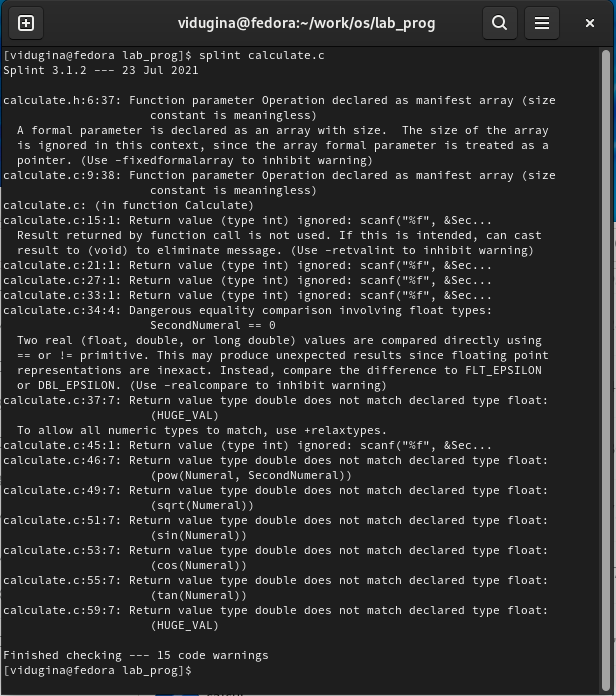 vidugina@fedora:~/work/os/lab_prog
[vidugina@fedora lab_prog]$ splint calculate.c
Splint 3.1.2 --- 23 Jul 2021
calculate.h:6:37: Function parameter Operation declared as manifest array (size
constant is meaningless)
A formal parameter is declared as an array with size.  The size of the array
is ignored in this context, since the array formal parameter is treated as a
pointer. (Use -fixedformalarray to inhibit warning)
calculate.c:9:38: Function parameter Operation declared as manifest array (size
constant is meaningless)
calculate.c: (in function Calculate)
calculate.c:15:1: Return value (type int) ignored: scanf("%f", &Sec...
Result returned by function call is not used. If this is intended, can cast
result to (void) to eliminate message. (Use -retvalint to inhibit warning)
calculate.c:21:1: Return value (type int) ignored: scanf("%f", &Sec...
calculate.c:27:1: Return value (type int) ignored: scanf("%f", &Sec...
calculate.c:33:1: Return value (type int) ignored: scanf("%f", &Sec...
calculate.c:34:4: Dangerous equality comparison involving float types:
SecondNumeral == 0
Two real (float, double, or long double) values are compared directly using
== or != primitive. This may produce unexpected results since floating point
representations are inexact. Instead, compare the difference to FLT_EPSILON
or DBL_EPSILON. (Use -realcompare to inhibit warning)
calculate.c:37:7: Return value type double does not match declared type float:
(HUGE_VAL)
To allow all numeric types to match, use +relaxtypes.
calculate.c:45:1: Return value (type int) ignored: scanf("%f", &Sec...
calculate.c:46:7: Return value type double does not match declared type float:
(pow(Numeral, SecondNumeral))
calculate.c:49:7: Return value type double does not match declared type float:
(sqrt(Numeral))
calculate.c:51:7: Return value type double does not match declared type float:
(sin(Numeral))
calculate.c:53:7: Return value type double does not match declared type float:
(cos(Numeral))
calculate.c:55:7: Return value type double does not match declared type float:
(tan(Numeral))
calculate.c:59:7: Return value type double does not match declared type float:
(HUGE_VAL)
Finished checking --- 15 code warnings
[vidugina@fedora lab_prog]$